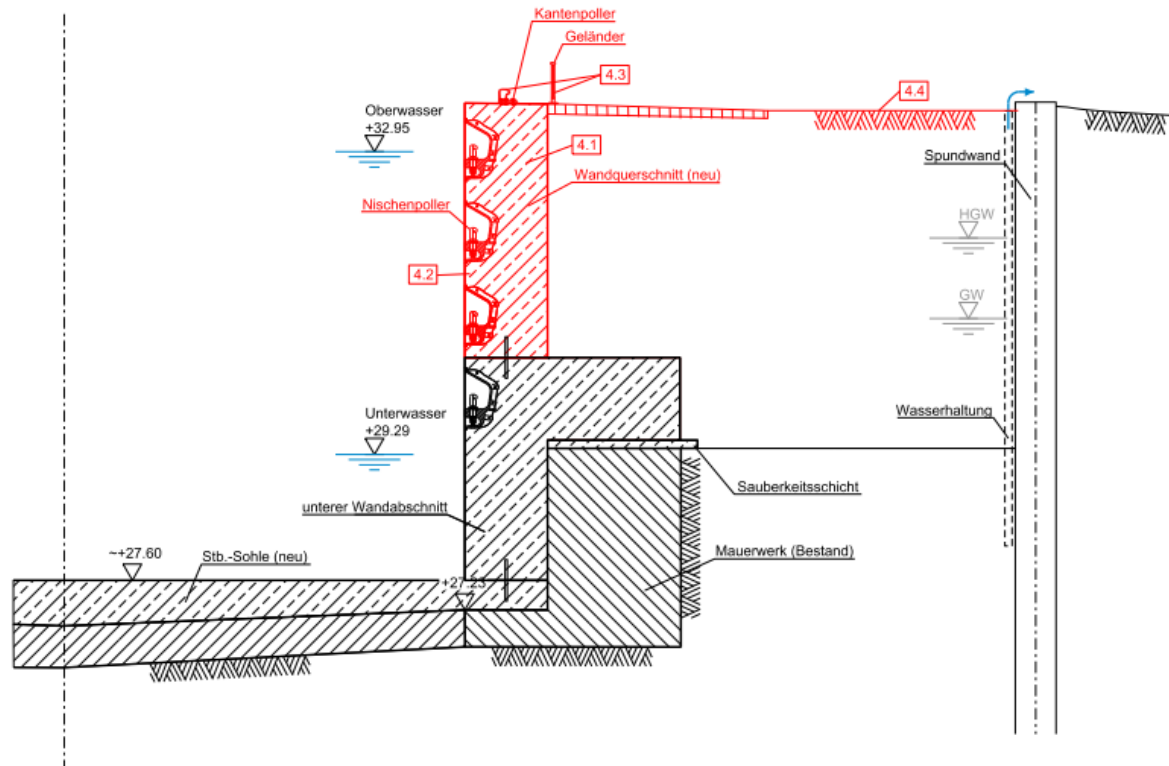 Kantenpoller
Geländer
4.3
4.4
Oberwasser
+32.95
4.1
Spundwand
Wandquerschnitt (neu)
Nischenpoller
HGW
4.2
GW
Unterwasser
+29.29
Wasserhaltung
Sauberkeitsschicht
unterer Wandabschnitt
~+27.60
Stb.-Sohle (neu)
Mauerwerk (Bestand)
+27.23